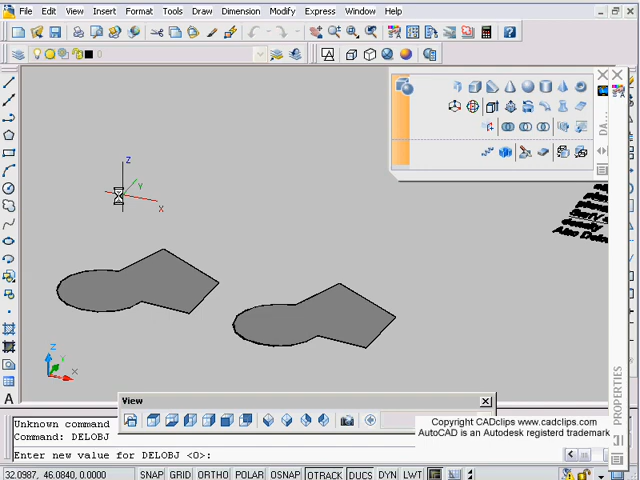 File Edit View Insert Format Tools Draw Dimension Modify Express Window Help
0
DA
Z
Y
X
Z
Y
X
PROPERTIES
View
Unknown command
Command: DELOBJ
Enter new value for DELOBJ <0>:
Copyright CADclips www.cadclips.com
AutoCAD is an Autodesk registerd trademark
32.0987, 46.0840, 0.0000 SNAP GRID ORTHO POLAR OSNAP OTRACK DUCS DYN LWT